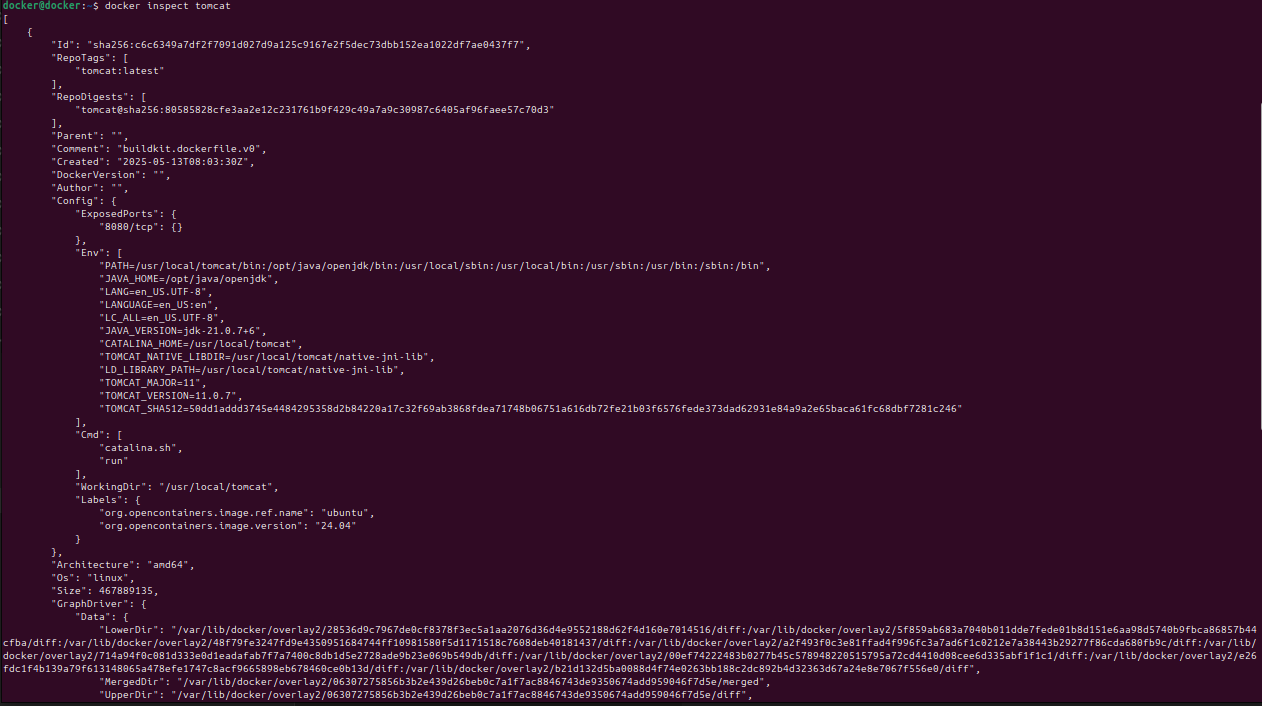 docker@docker:~$ docker inspect tomcat
[
    {
        "Id": "sha256:c6c6349a7df2f7091d027d9a125c9167e2f5dec73dbb152ea1022df7ae0437f7",
        "RepoTags": [
            "tomcat:latest"
        ],
        "RepoDigests": [
            "tomcat@sha256:80585828cfe3aa2e12c231761b9f429c49a7a9c30987c6405af96faee57c70d3"
        ],
        "Parent": "",
        "Comment": "buildkit.dockerfile.v0",
        "Created": "2025-05-13T08:03:30Z",
        "DockerVersion": "",
        "Author": "",
        "Config": {
            "ExposedPorts": {
                "8080/tcp": {}
            },
            "Env": [
                "PATH=/usr/local/tomcat/bin:/opt/java/openjdk/bin:/usr/local/sbin:/usr/local/bin:/usr/sbin:/usr/bin:/sbin:/bin",
                "JAVA_HOME=/opt/java/openjdk",
                "LANG=en_US.UTF-8",
                "LANGUAGE=en_US:en",
                "LC_ALL=en_US.UTF-8",
                "JAVA_VERSION=jdk-21.0.7+6",
                "CATALINA_HOME=/usr/local/tomcat",
                "TOMCAT_NATIVE_LIBDIR=/usr/local/tomcat/native-jni-lib",
                "LD_LIBRARY_PATH=/usr/local/tomcat/native-jni-lib",
                "TOMCAT_MAJOR=11",
                "TOMCAT_VERSION=11.0.7",
                "TOMCAT_SHA512=50dd1addd3745e4484295358d2b84220a17c32f69ab3868fdea71748b06751a616db72fe21b03f6576fede373dad62931e84a9a2e65baca61fc68dbf7281c246"
            ],
            "Cmd": [
                "catalina.sh",
                "run"
            ],
            "WorkingDir": "/usr/local/tomcat",
            "Labels": {
                "org.opencontainers.image.ref.name": "ubuntu",
                "org.opencontainers.image.version": "24.04"
            }
        },
        "Architecture": "amd64",
        "Os": "linux",
        "Size": 467889135,
        "GraphDriver": {
            "Data": {
                "LowerDir": "/var/lib/docker/overlay2/28536d9c7967de0cf8378f3ec5a1aa2076d36d4e9552188d62f4d160e7014516/diff:/var/lib/docker/overlay2/5f859ab683a7040b011dde7fede01b8d151e6aa98d5740b9fbca86857b44
cfba/diff:/var/lib/docker/overlay2/48f79fe3247fd9e4350951684744ff10981580f5d1171518c7608deb40181437/diff:/var/lib/docker/overlay2/a2f493f0c3e81ffad4f996fc3a7ad6f1c0212e7a38443b29277f86cda680fb9c/diff:/var/lib/
docker/overlay2/714a94f0c081d333e0d1eadafab7f7a7400c8db1d5e2728ade9b23e069b549db/diff:/var/lib/docker/overlay2/00ef74222483b0277b45c578948220515795a72cd4410d08cee6d335abf1f1c1/diff:/var/lib/docker/overlay2/e26
fdc1f4b139a79f613148065a478efe1747c8acf9665898eb678460ce0b13d/diff:/var/lib/docker/overlay2/b21d132d5ba0088d4f74e0263bb188c2dc892b4d32363d67a24e8e7067f556e0/diff",
                "MergedDir": "/var/lib/docker/overlay2/06307275856b3b2e439d26beb0c7a1f7ac8846743de9350674add959046f7d5e/merged",
                "UpperDir": "/var/lib/docker/overlay2/06307275856b3b2e439d26beb0c7a1f7ac8846743de9350674add959046f7d5e/diff",